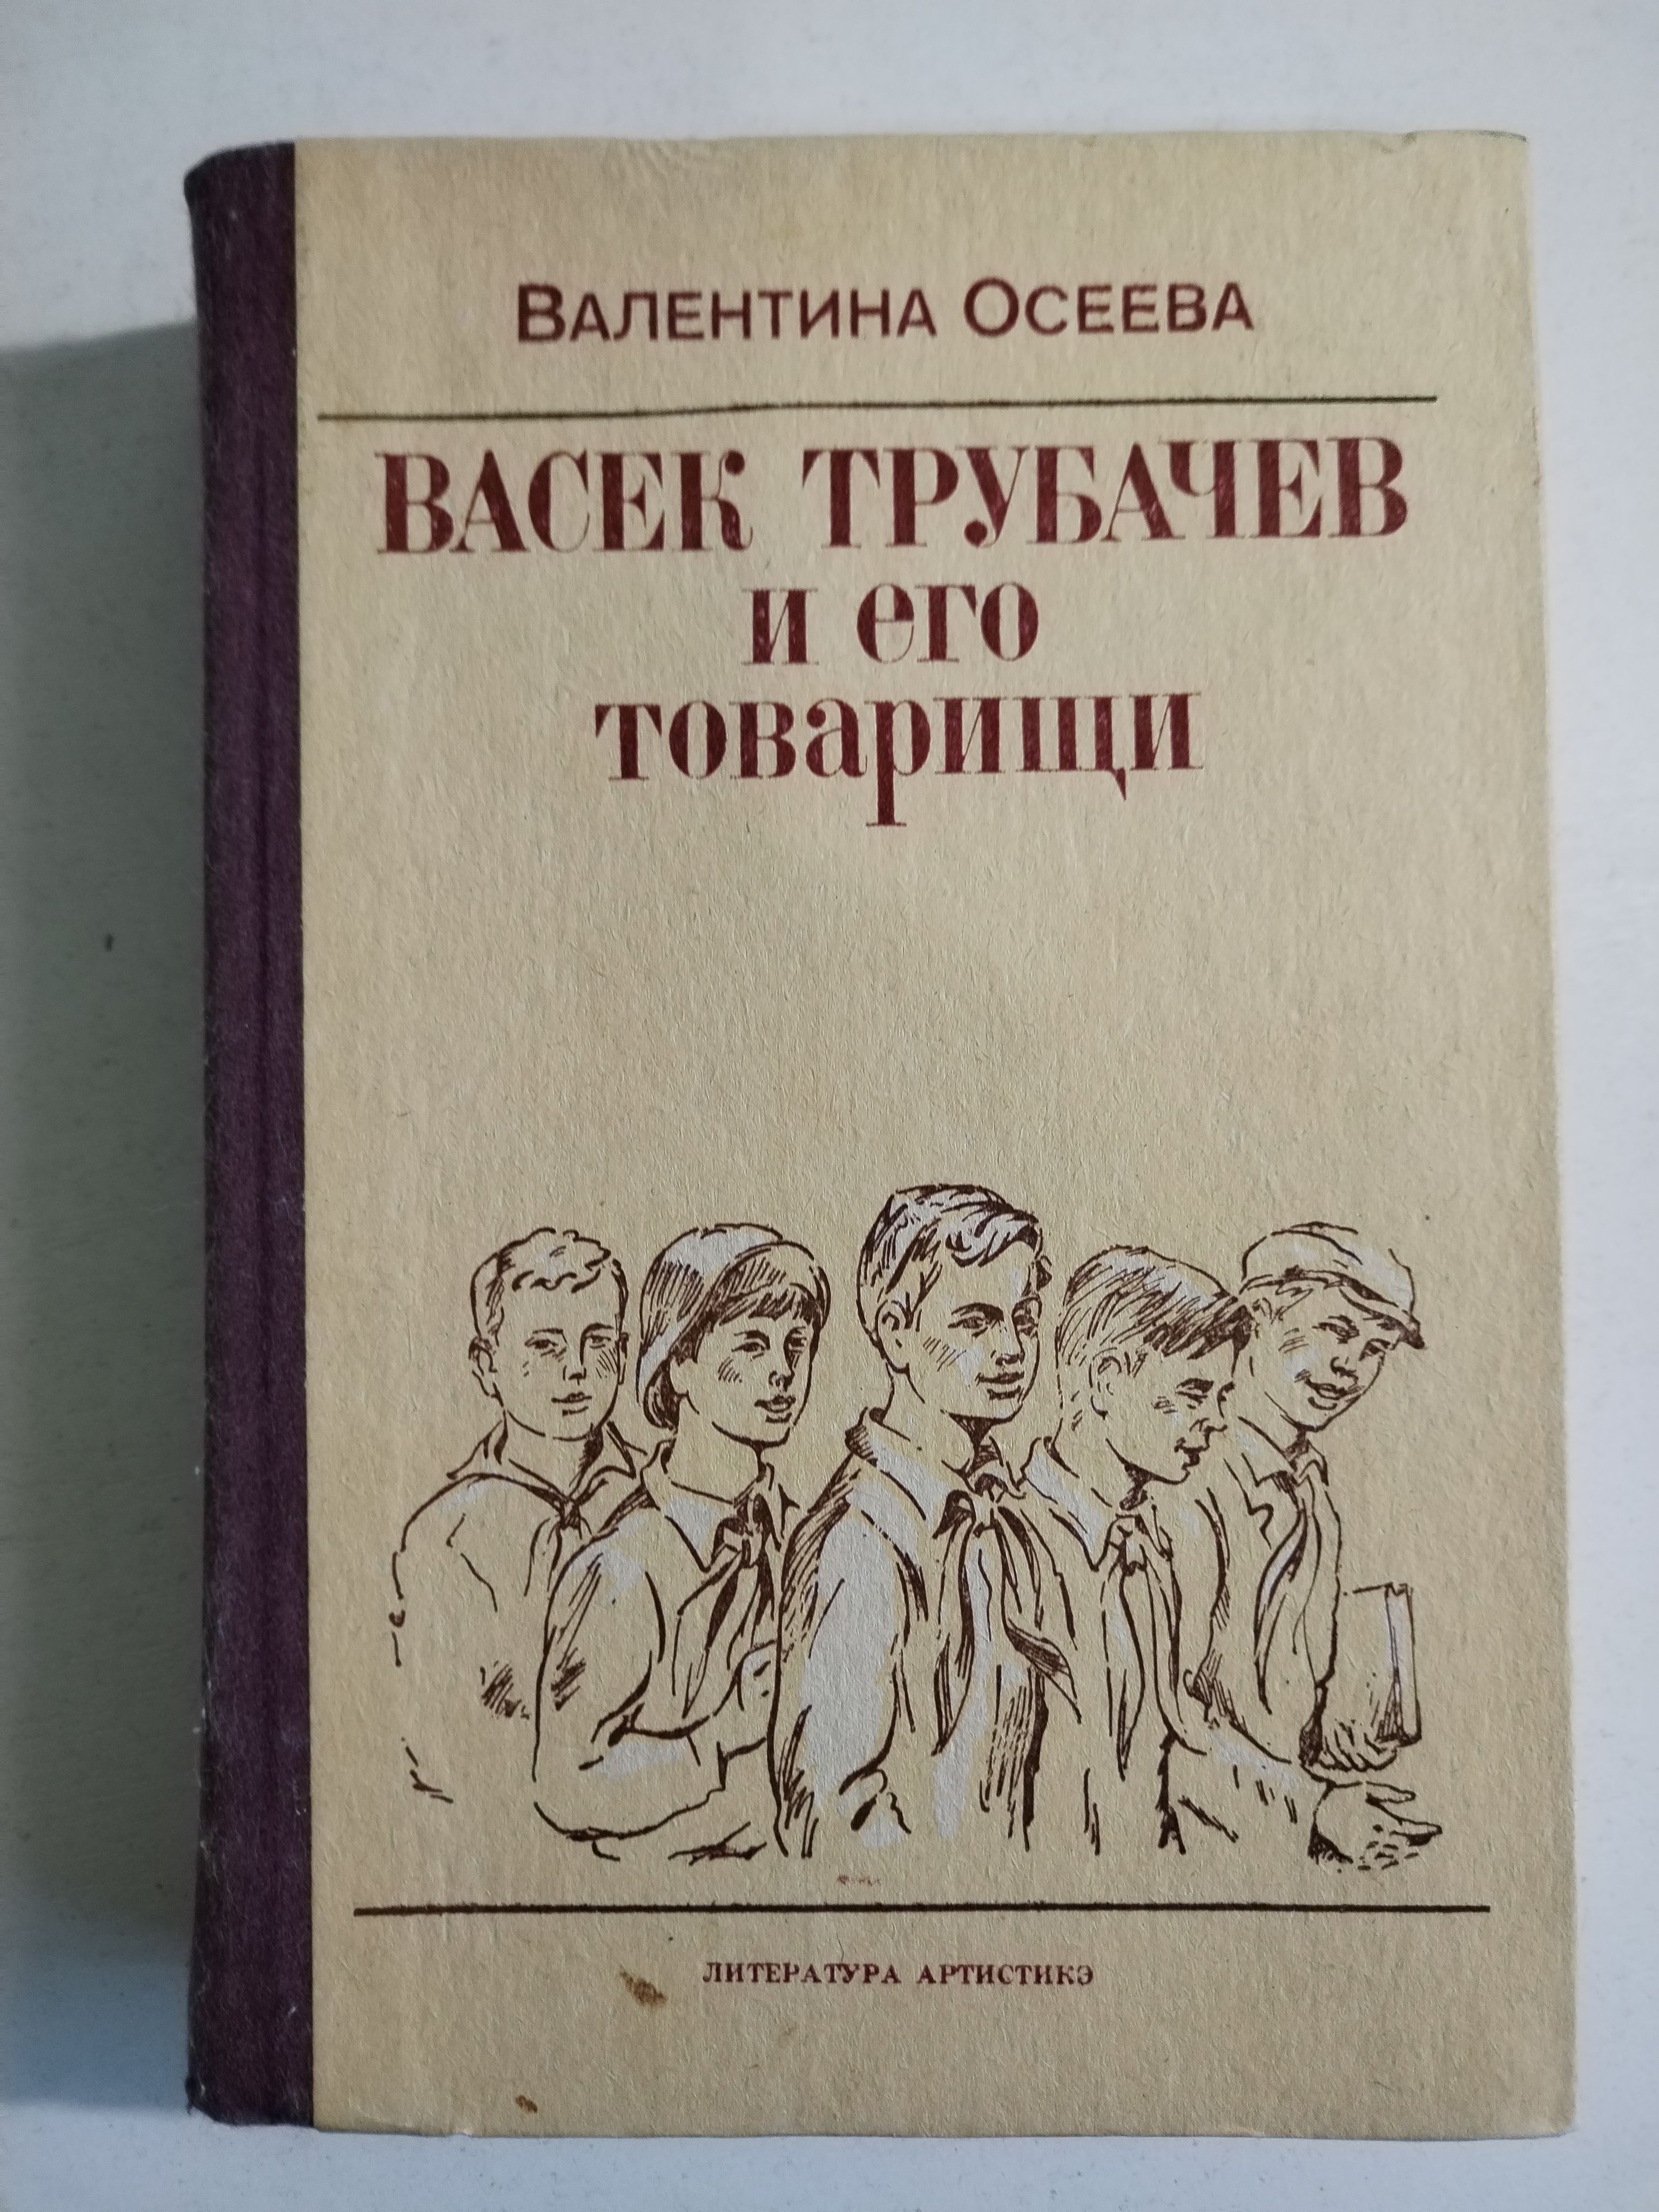 ВАЛЕНТИНА ОСЕЕВА
ВАСЕК ТРУБАЧЕВ
и его
товарищи
ЛИТЕРАТУРА АРТИСТИКЭ